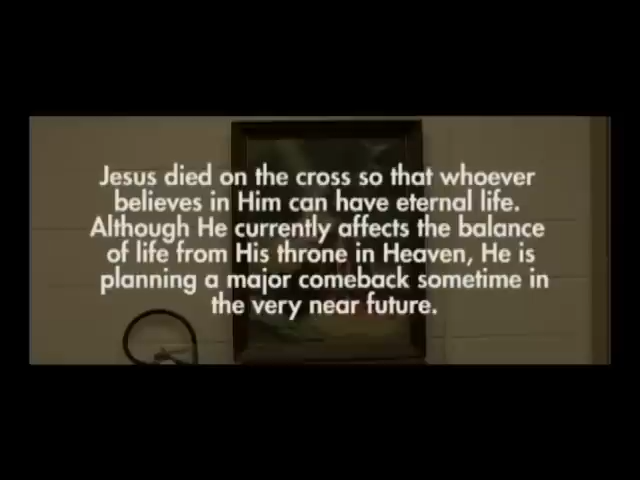 Jesus died on the cross so that whoever
believes in Him can have eternal life.
Although He currently affects the balance
of life from His throne in Heaven, He is
planning a major comeback sometime in
the very near future.